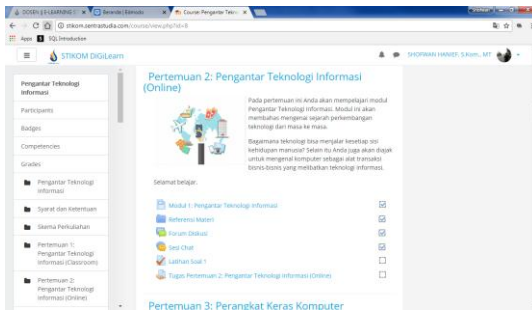 DOSEN || E-LEARNING S
Beranda | Edmodo
Course: Pengantar Tekno
stikom.sentrastudia.com/course/view.php?id=8
Apps
SQL Introduction
STIKOM DiGiLearn
SHOFWAN HANIEF, S.Kom., MT
Pengantar Teknologi
Informasi
Participants
Badges
Competencies
Grades
Pengantar Teknologi
Informasi
Syarat dan Ketentuan
Skema Perkuliahan
Pertemuan 1:
Pengantar Teknologi
Informasi (Classroom)
Pertemuan 2:
Pengantar Teknologi
Informasi (Online)
Pertemuan 2: Pengantar Teknologi Informasi
(Online)
Pada pertemuan ini Anda akan mempelajari modul
Pengantar Teknologi Informasi. Modul ini akan
membahas mengenai sejarah perkembangan
teknologi dari masa ke masa.
Bagaimana teknologi bisa menjalar kesetiap sisi
kehidupan manusia? Selain itu Anda juga akan diajak
untuk mengenal komputer sebagai alat transaksi
bisnis-bisnis yang melibatkan teknologi informasi.
Selamat belajar.
Modul 1: Pengantar Teknologi Informasi
Referensi Materi
Forum Diskusi
Sesi Chat
Latihan Soal 1
Tugas Pertemuan 2: Pengantar Teknologi Informasi (Online)
Pertemuan 3: Perangkat Keras Komputer